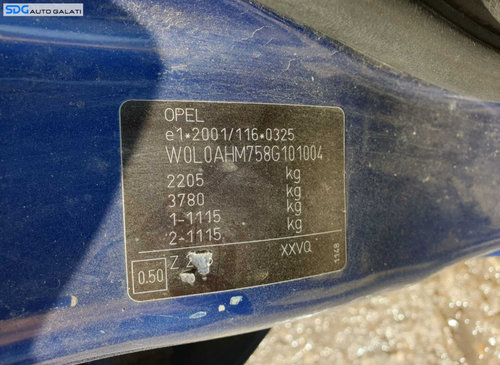 SDG AUTO GALATI
OPEL
e1*2001/116*0325
W0L0AHM758G101004
2205 kg
3780 kg
1-1115 kg
2-1115 kg
XXVQ
0.50 Z